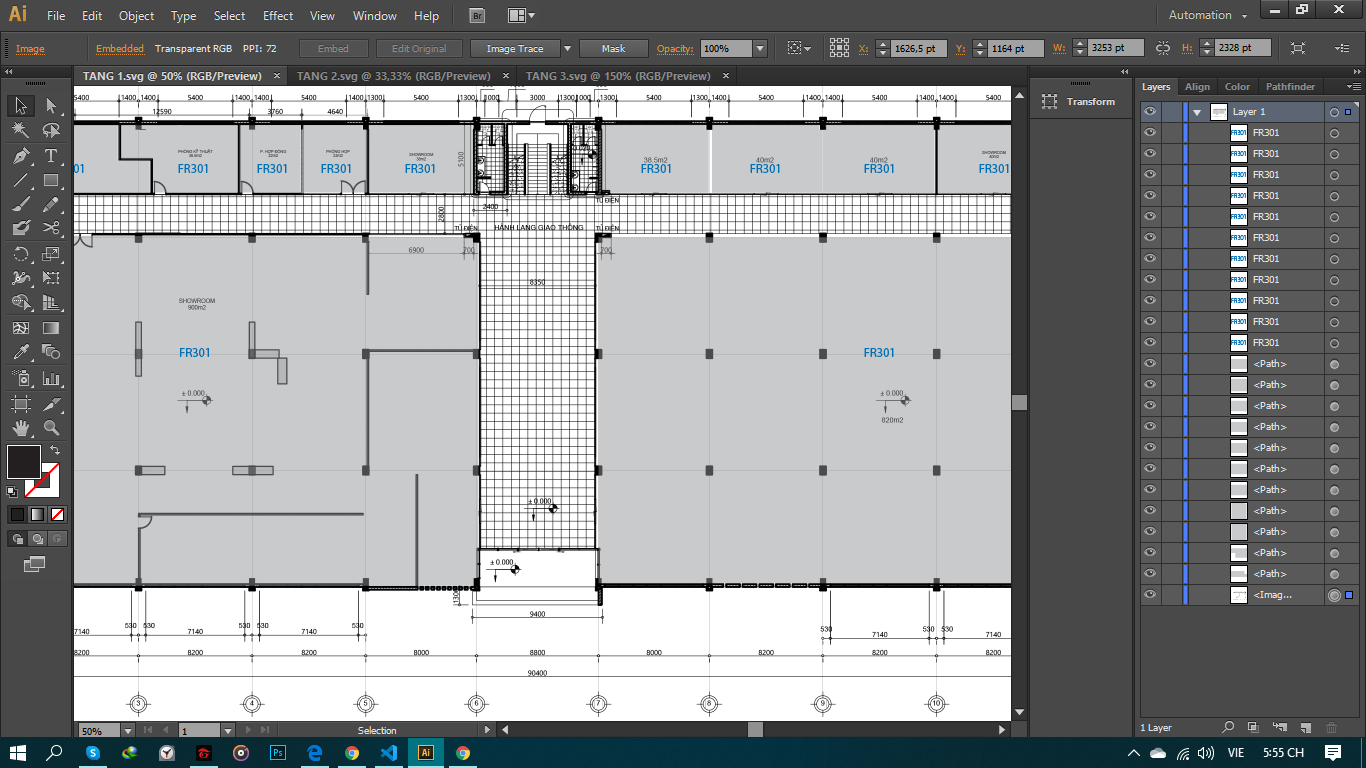 Ai File Edit Object Type Select Effect View Window Help Br Automation
Image Embedded Transparent RGB PPI: 72 Embed Edit Original Image Trace Mask Opacity: 100% X: 1626,5 pt Y: 1164 pt W: 3253 pt H: 2328 pt
TANG 1.svg @ 50% (RGB/Preview) × TANG 2.svg @ 33,33% (RGB/Preview) × TANG 3.svg @ 150% (RGB/Preview) ×
Transform
Layers Align Color Pathfinder
Layer 1
FR301
FR301
FR301
FR301
FR301
FR301
FR301
FR301
FR301
FR301
FR301
<Path>
<Path>
<Path>
<Path>
<Path>
<Path>
<Path>
<Path>
<Path>
<Path>
<Path>
<Imag...
1 Layer
5400 1400 1400 5400 1400 1400 5400 1300 1300 5400 1300 1000 3000 1000 1300 5400 1400 1400 5400 1400 1400 5400 1400 1400 5400
12590 3760 4640
PHÒNG KỸ THUẬT
P. HỢP ĐỒNG
PHÒNG HỌP
SHOWROOM
38.5m2 40m2 40m2
SHOWROOM
01 FR301 FR301 FR301 FR301 FR301 FR301 FR301 FR301
5100
2400
TỦ ĐIỆN
2800
TỦ ĐIỆN HÀNH LANG GIAO THÔNG TỦ ĐIỆN
6900 700 700
8350
SHOWROOM
900m2
FR301 FR301
± 0.000 ± 0.000
820m2
± 0.000
± 0.000
1300
9400
530 530 530 530 530 530 530
7140 7140 7140 7140 7140
8200 8200 8200 8000 8800 8000 8200 8200 8200
90400
3 4 5 6 7 8 9 10
50% 1 Selection
S Ps Ai VIE 5:55 CH